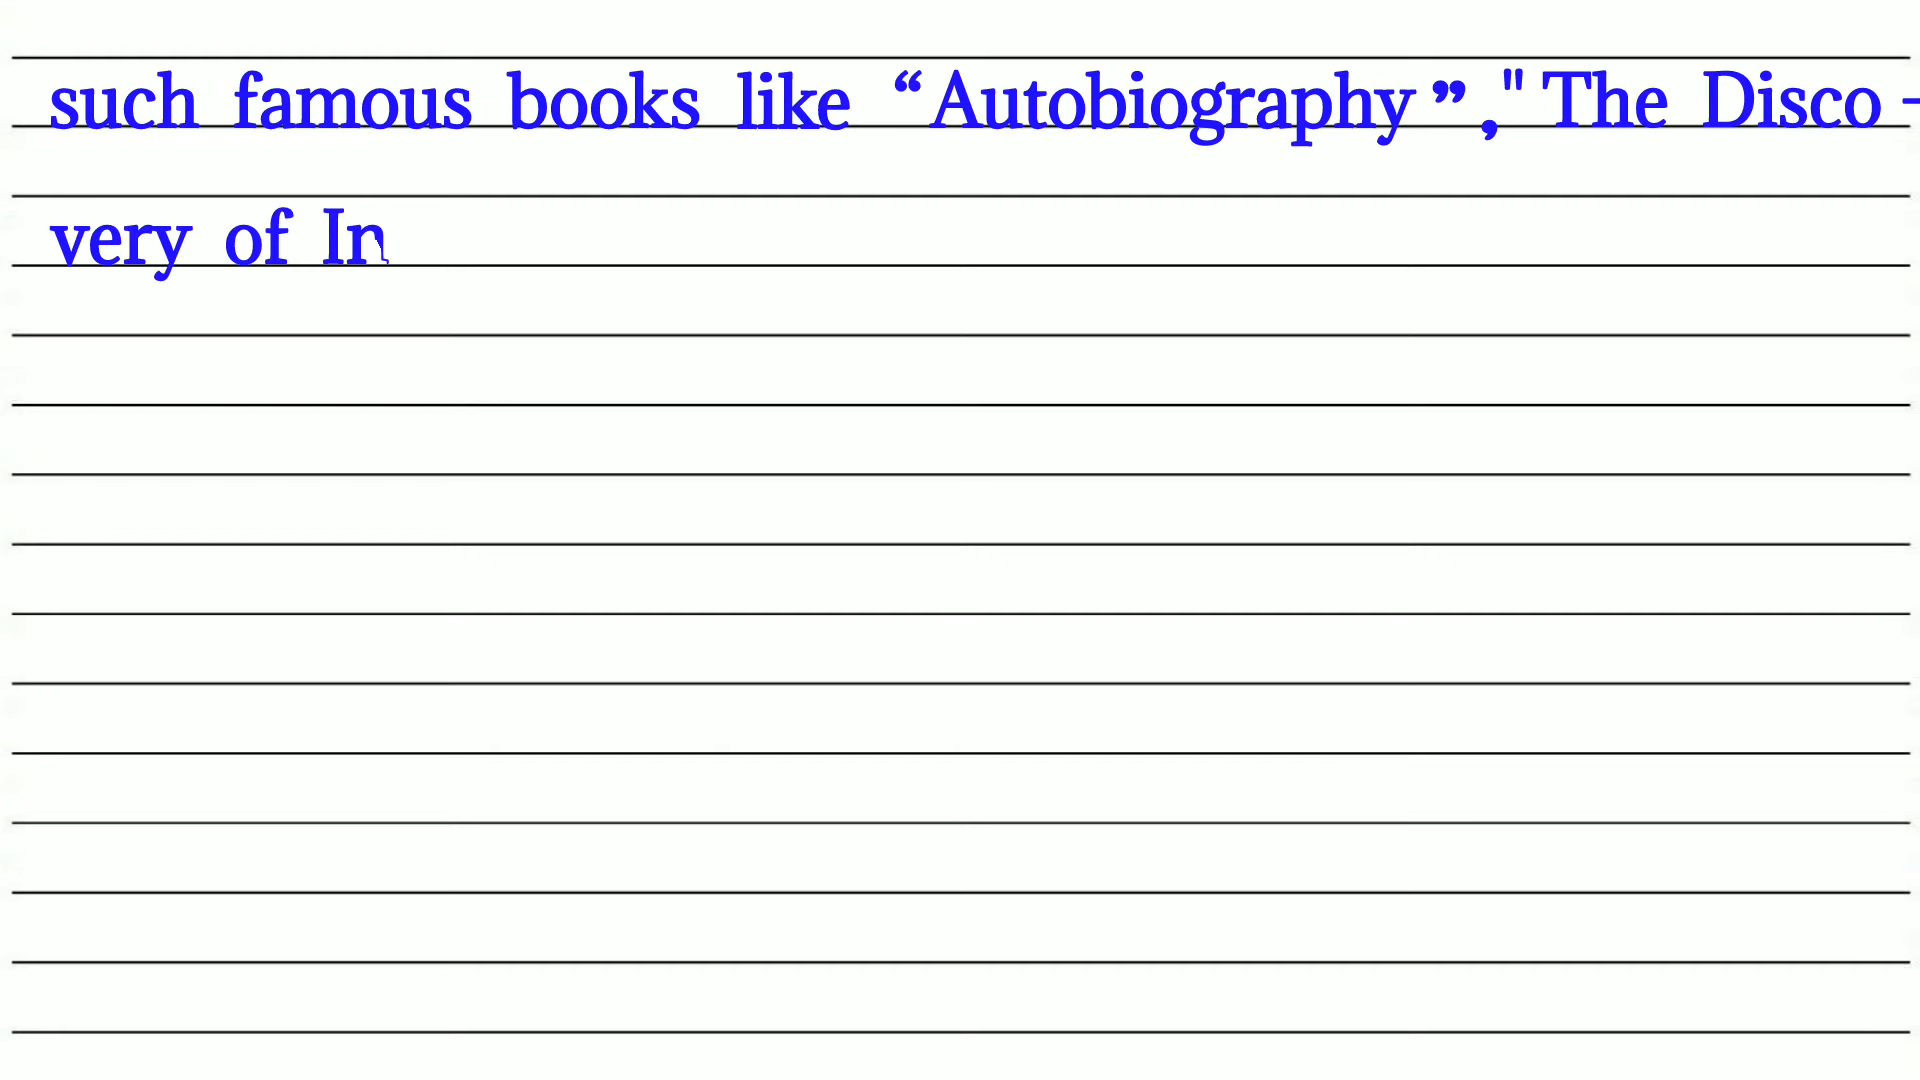 such famous books like “Autobiography”, "The Disco-
very of In